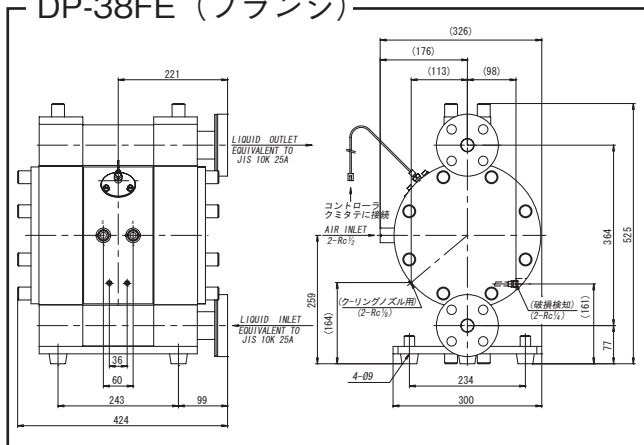 DP-38FE（フランジ）
221
LIQUID OUTLET
EQUIVALENT TO
JIS 10K 25A
B
A
LIQUID INLET
EQUIVALENT TO
JIS 10K 25A
36
60
243
99
424
(326)
(176)
(113)
(98)
コントローラ
クミタテに接続
AIR INLET
2-Rc½
259
(164)
(クーリングノズル用)
(2-Rc⅛)
(破損検知)
(2-Rc¼)
(161)
77
364
525
4-Ø9
234
300